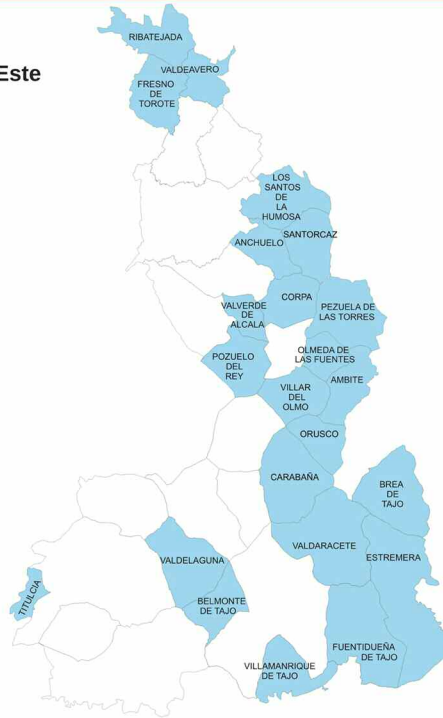 RIBATEJADA
Este
VALDEAVERO
FRESNO
DE
TOROTE
LOS
SANTOS
DE
LA
HUMOSA
SANTORCAZ
ANCHUELO
CORPA
VALVERDE
DE
ALCALA
PEZUELA DE
LAS TORRES
OLMEDA DE
LAS FUENTES
POZUELO
DEL
REY
AMBITE
VILLAR
DEL
OLMO
ORUSCO
CARABAÑA
BREA
DE
TAJO
VALDARACETE
ESTREMERA
VALDELAGUNA
TITULCIA
BELMONTE
DE TAJO
FUENTIDUEÑA
DE TAJO
VILLAMANRIQUE
DE TAJO